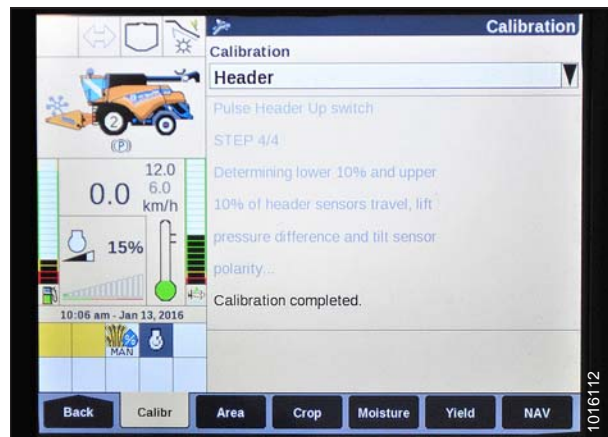 Calibration
Calibration
Header
Pulse Header Up switch
STEP 4/4
Determining lower 10% and upper
10% of header sensors travel, lift
pressure difference and tilt sensor
polarity...
Calibration completed.
2
(P)
12.0
0.0 6.0
km/h
15%
10:06 am - Jan 13, 2016
%
MAN
Back Calibr Area Crop Moisture Yield NAV
1016112